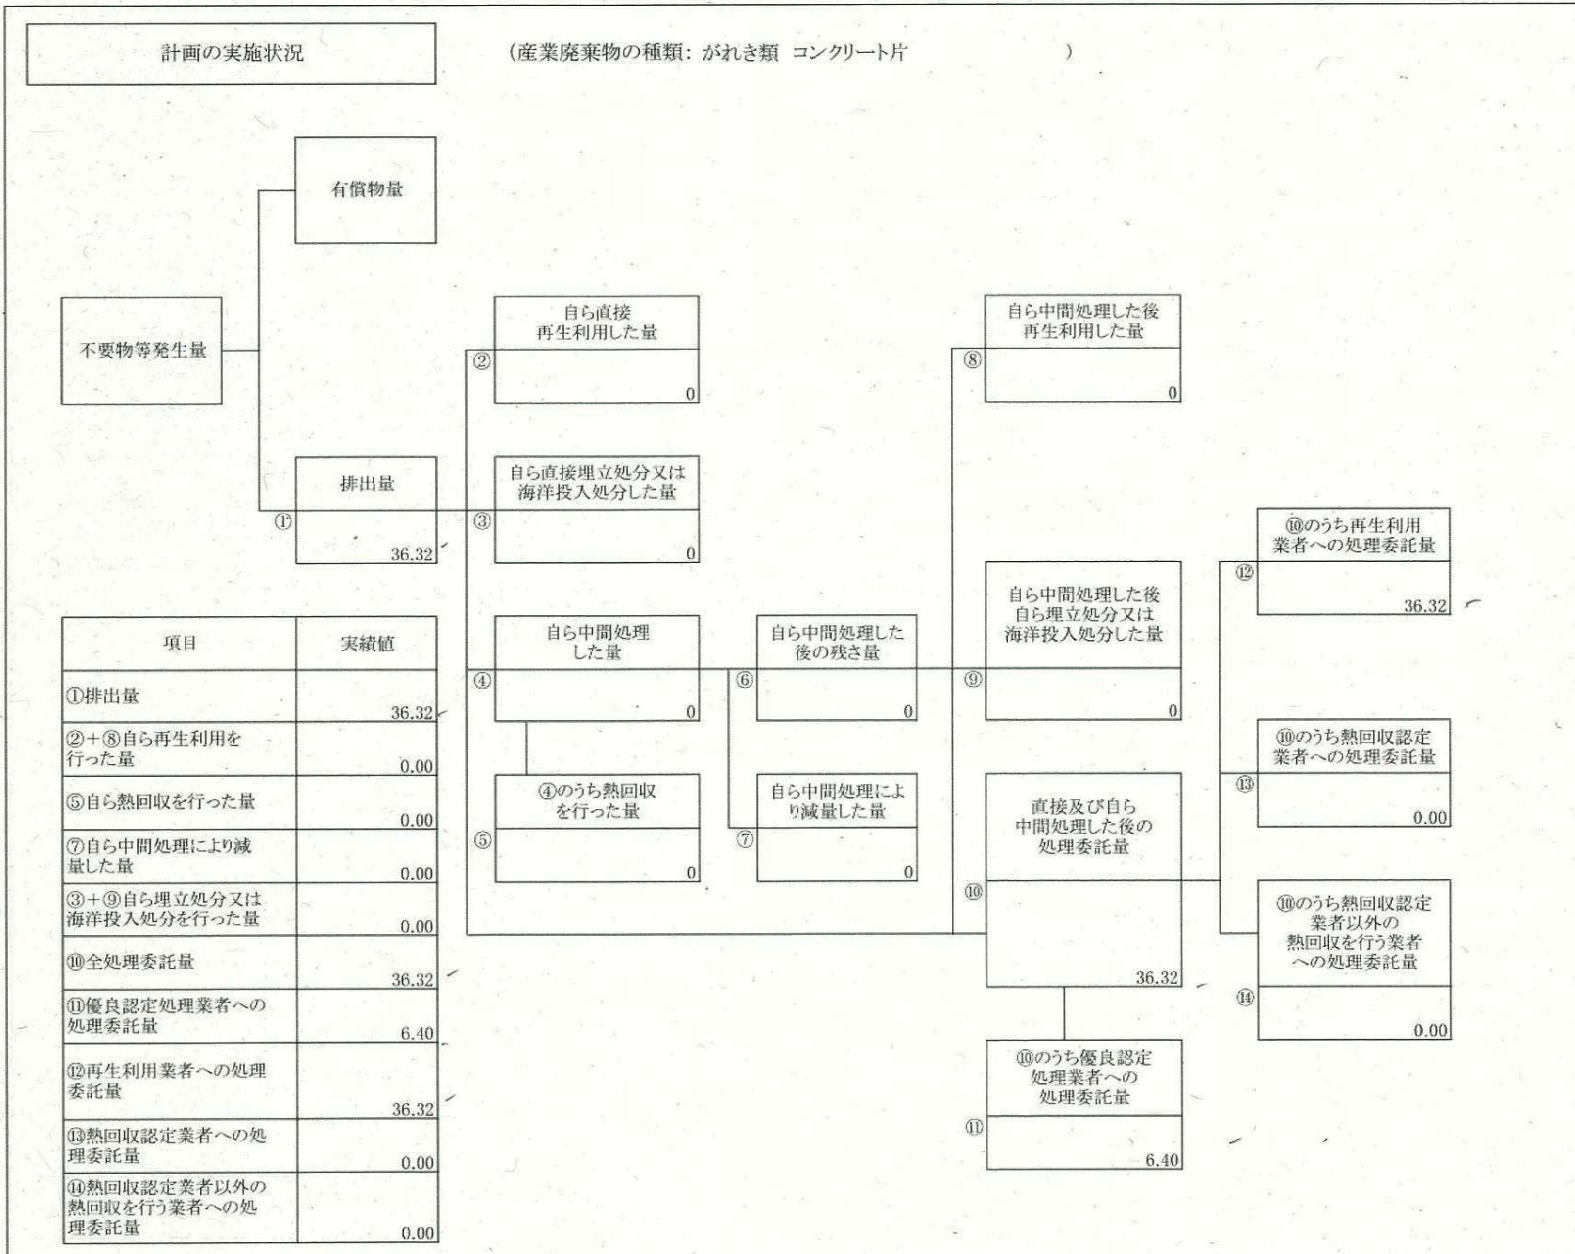 計画の実施状況
(産業廃棄物の種類: がれき類 コンクリート片 )
有償物量
不要物等発生量
排出量
①
36.32
自ら直接
再生利用した量
②
0
自ら直接埋立処分又は
海洋投入処分した量
③
0
自ら中間処理
した量
④
0
④のうち熱回収
を行った量
⑤
0
自ら中間処理した
後の残さ量
⑥
0
自ら中間処理によ
り減量した量
⑦
0
自ら中間処理した後
再生利用した量
⑧
0
自ら中間処理した後
自ら埋立処分又は
海洋投入処分した量
⑨
0
直接及び自ら
中間処理した後の
処理委託量
⑩
36.32
⑩のうち優良認定
処理業者への
処理委託量
⑪
6.40
⑩のうち再生利用
業者への処理委託量
⑫
36.32
⑩のうち熱回収認定
業者への処理委託量
⑬
0.00
⑩のうち熱回収認定
業者以外の
熱回収を行う業者
への処理委託量
⑭
0.00
項目 実績値
①排出量
36.32
②+⑧自ら再生利用を
行った量 0.00
⑤自ら熱回収を行った量
0.00
⑦自ら中間処理により減
量した量 0.00
③+⑨自ら埋立処分又は
海洋投入処分を行った量 0.00
⑩全処理委託量
36.32
⑪優良認定処理業者への
処理委託量 6.40
⑫再生利用業者への処理
委託量
36.32
⑬熱回収認定業者への処
理委託量 0.00
⑭熱回収認定業者以外の
熱回収を行う業者への処
理委託量 0.00